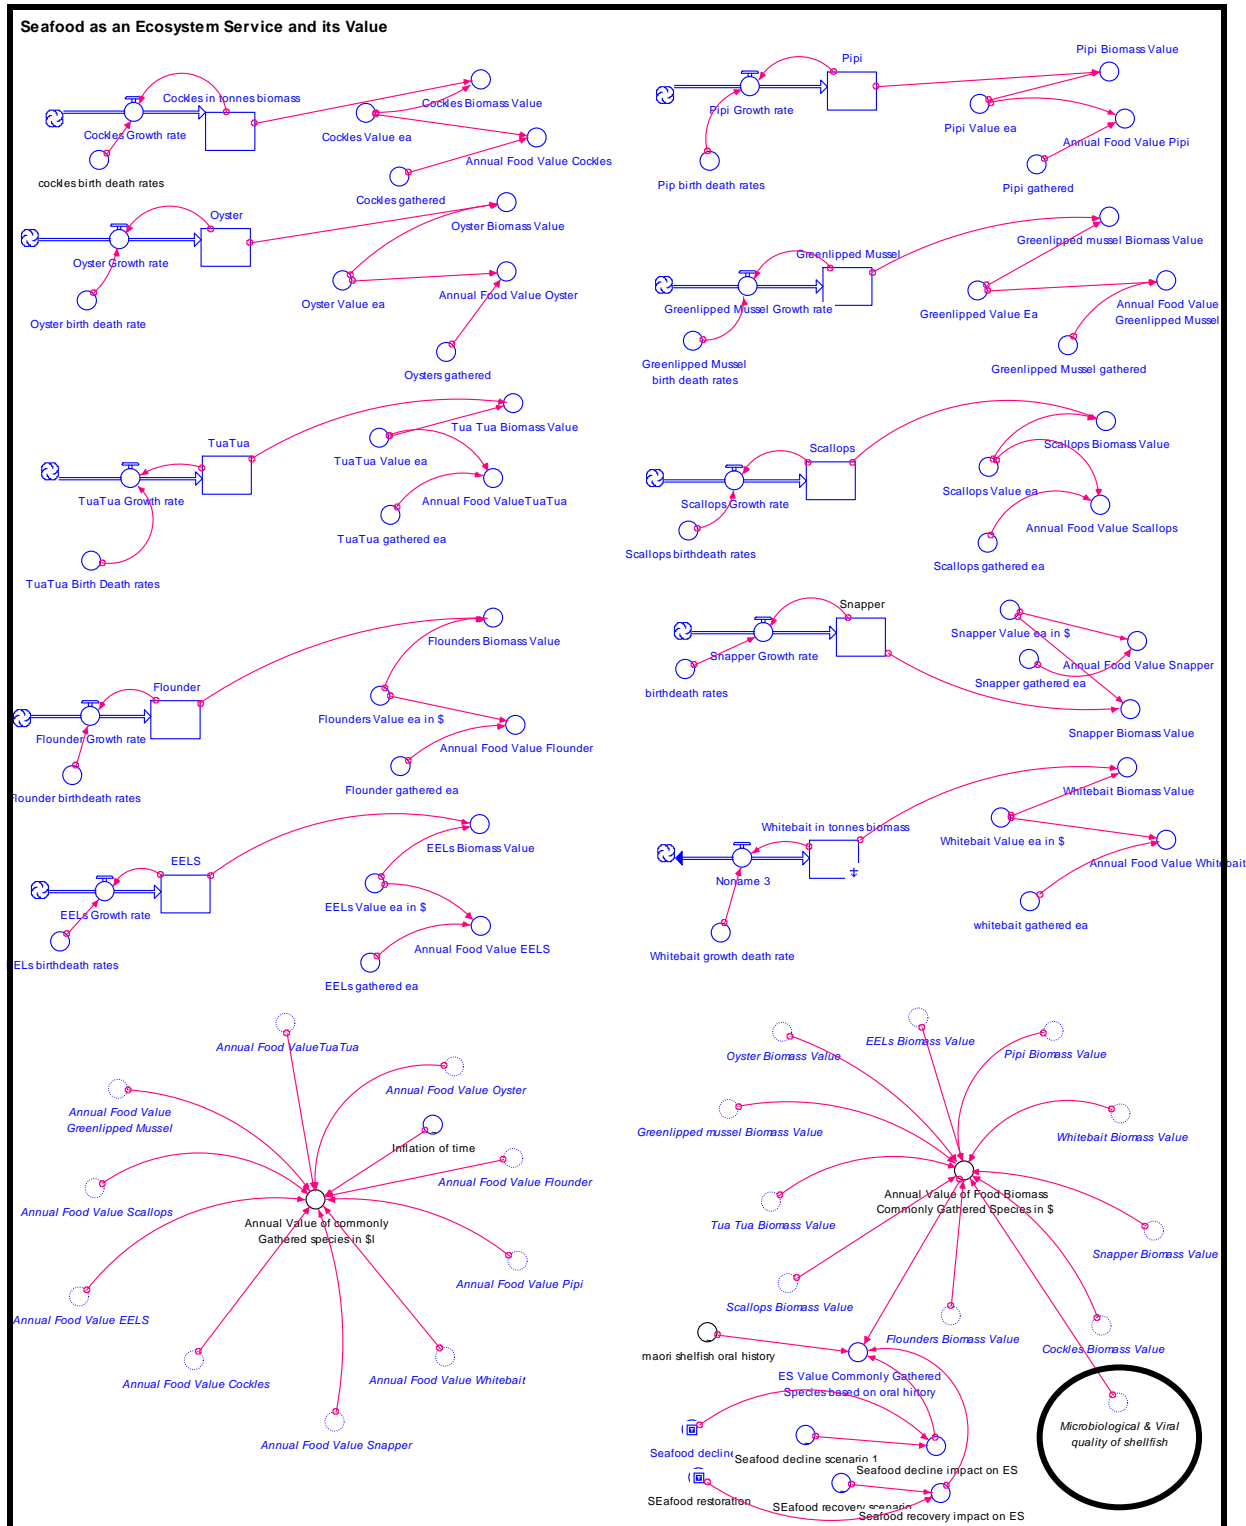 Seafood as an Ecosystem Service and its Value
Cockles in tonnes biomass
Cockles Growth rate
cockles birth death rates
Cockles Biomass Value
Cockles Value ea
Annual Food Value Cockles
Cockles gathered
Pipi
Pipi Growth rate
Pip birth death rates
Pipi Biomass Value
Pipi Value ea
Annual Food Value Pipi
Pipi gathered
Oyster
Oyster Growth rate
Oyster birth death rate
Oyster Biomass Value
Oyster Value ea
Annual Food Value Oyster
Oysters gathered
Greenlipped Mussel
Greenlipped Mussel Growth rate
Greenlipped Mussel
birth death rates
Greenlipped mussel Biomass Value
Greenlipped Value Ea
Annual Food Value
Greenlipped Mussel
Greenlipped Mussel gathered
TuaTua
TuaTua Growth rate
TuaTua Birth Death rates
Tua Tua Biomass Value
TuaTua Value ea
Annual Food ValueTuaTua
TuaTua gathered ea
Scallops
Scallops Growth rate
Scallops birthdeath rates
Scallops Biomass Value
Scallops Value ea
Annual Food Value Scallops
Scallops gathered ea
Flounder
Flounder Growth rate
Flounder birthdeath rates
Flounders Biomass Value
Flounders Value ea in $
Annual Food Value Flounder
Flounder gathered ea
Snapper
Snapper Growth rate
birthdeath rates
Snapper Value ea in $
Annual Food Value Snapper
Snapper gathered ea
Snapper Biomass Value
EELS
EELs Growth rate
ELs birthdeath rates
EELs Biomass Value
EELs Value ea in $
Annual Food Value EELS
EELs gathered ea
Whitebait in tonnes biomass
Noname 3
Whitebait growth death rate
Whitebait Biomass Value
Whitebait Value ea in $
Annual Food Value Whitebait
whitebait gathered ea
Annual Food ValueTuaTua
Annual Food Value Oyster
Annual Food Value
Greenlipped Mussel
Inflation of time
Annual Food Value Flounder
Annual Food Value Scallops
Annual Value of commonly
Gathered species in $l
Annual Food Value Pipi
Annual Food Value EELS
Annual Food Value Cockles
Annual Food Value Whitebait
Annual Food Value Snapper
Oyster Biomass Value
EELs Biomass Value
Pipi Biomass Value
Greenlipped mussel Biomass Value
Whitebait Biomass Value
Annual Value of Food Biomass
Commonly Gathered Species in $
Tua Tua Biomass Value
Snapper Biomass Value
Scallops Biomass Value
Flounders Biomass Value
Cockles Biomass Value
maori shelfish oral history
ES Value Commonly Gathered
Species based on oral hirtory
Microbiological & Viral
quality of shellfish
Seafood decline
Seafood decline scenario 1
Seafood decline impact on ES
SEafood restoration
SEafood recovery scenario
Seafood recovery impact on ES